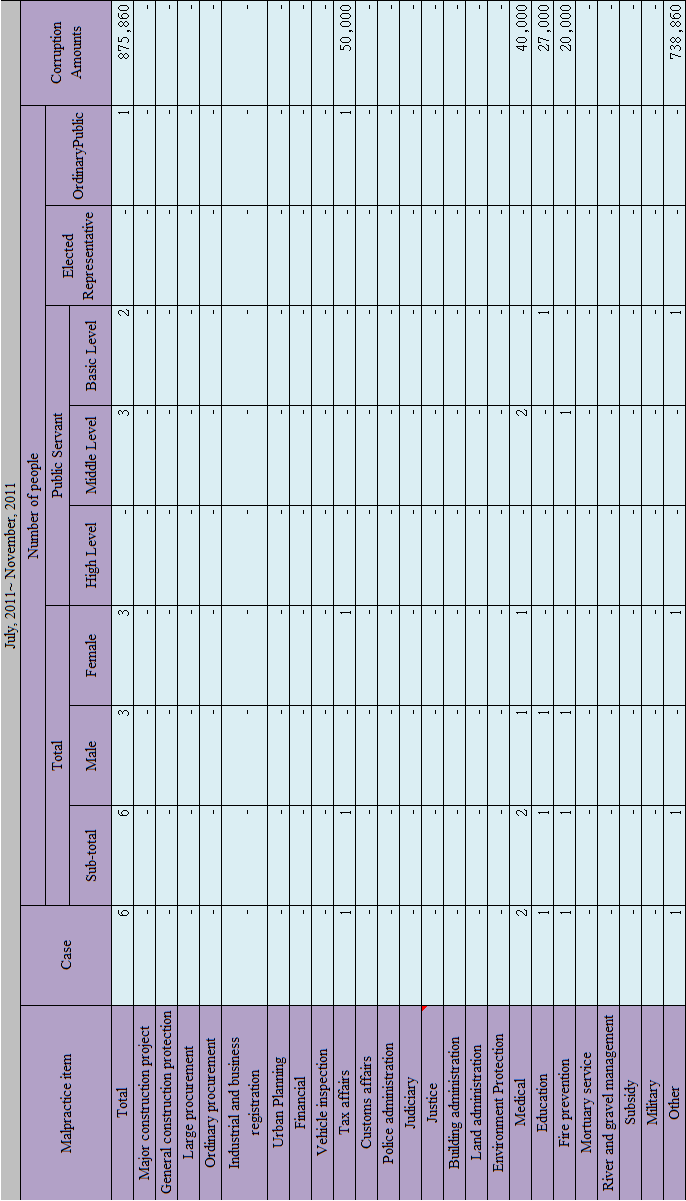 July, 2011~ November, 2011
Malpractice item Case Number of people Corruption Amounts
Total Public Servant Elected Representative OrdinaryPublic
Sub-total Male Female High Level Middle Level Basic Level
Total 6 6 3 3 - 3 2 - 1 875,860
Major construction project - - - - - - - - - -
General construction protection - - - - - - - - - -
Large procurement - - - - - - - - - -
Ordinary procurement - - - - - - - - - -
Industrial and business registration - - - - - - - - - -
Urban Planning - - - - - - - - - -
Financial - - - - - - - - - -
Vehicle inspection - - - - - - - - - -
Tax affairs 1 1 - 1 - - - - 1 50,000
Customs affairs - - - - - - - - - -
Police administration - - - - - - - - - -
Judiciary - - - - - - - - - -
Justice - - - - - - - - - -
Building administration - - - - - - - - - -
Land administration - - - - - - - - - -
Environment Protection - - - - - - - - - -
Medical 2 2 1 1 - 2 - - - 40,000
Education 1 1 1 - - - 1 - - 27,000
Fire prevention 1 1 1 - - 1 - - - 20,000
Mortuary service - - - - - - - - - -
River and gravel management - - - - - - - - - -
Subsidy - - - - - - - - - -
Military - - - - - - - - - -
Other 1 1 - 1 - - 1 - - 738,860